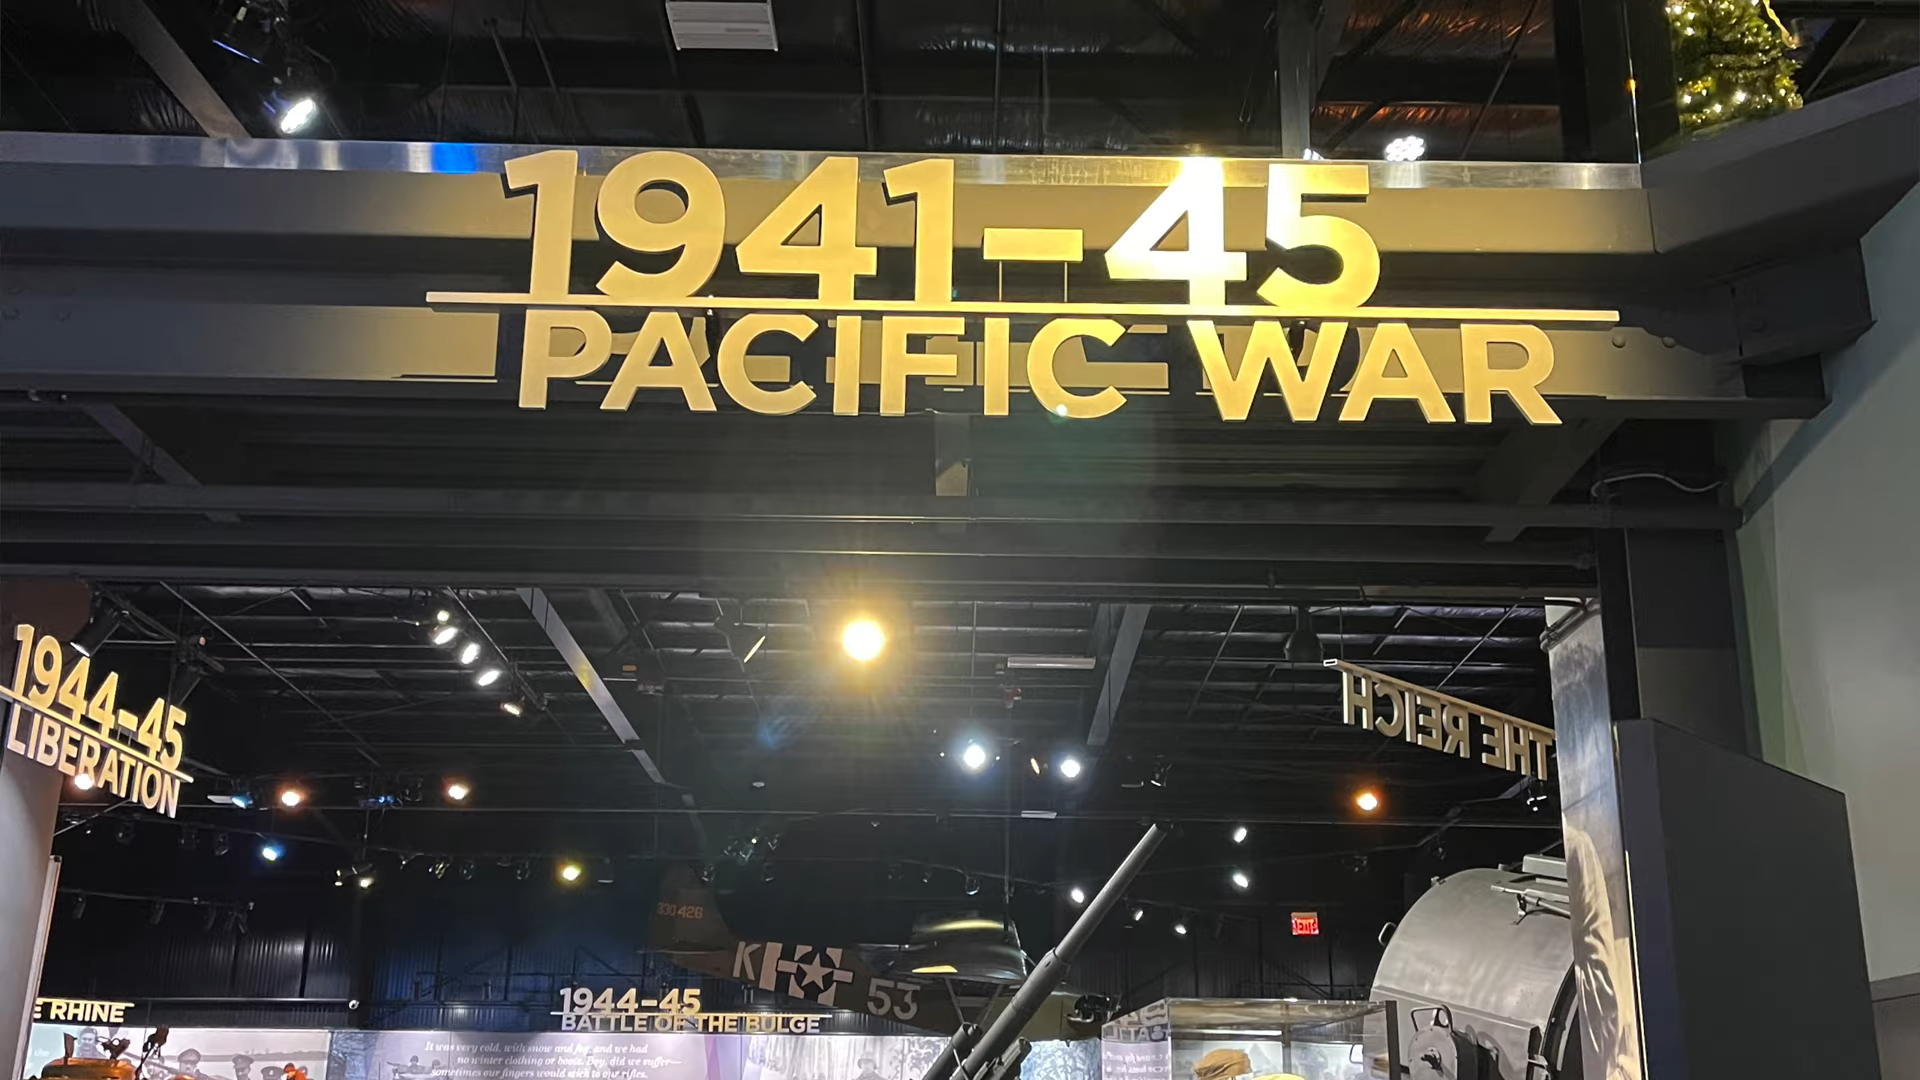 1941–45
PACIFIC WAR
1944–45
LIBERATION
THE REICH
330426
K
53
1944–45
BATTLE OF THE BULGE
E RHINE
It was very cold, with snow and fog, and we had
no winter clothing or boots. Boy, did we suffer—
sometimes our fingers would stick to our rifles.